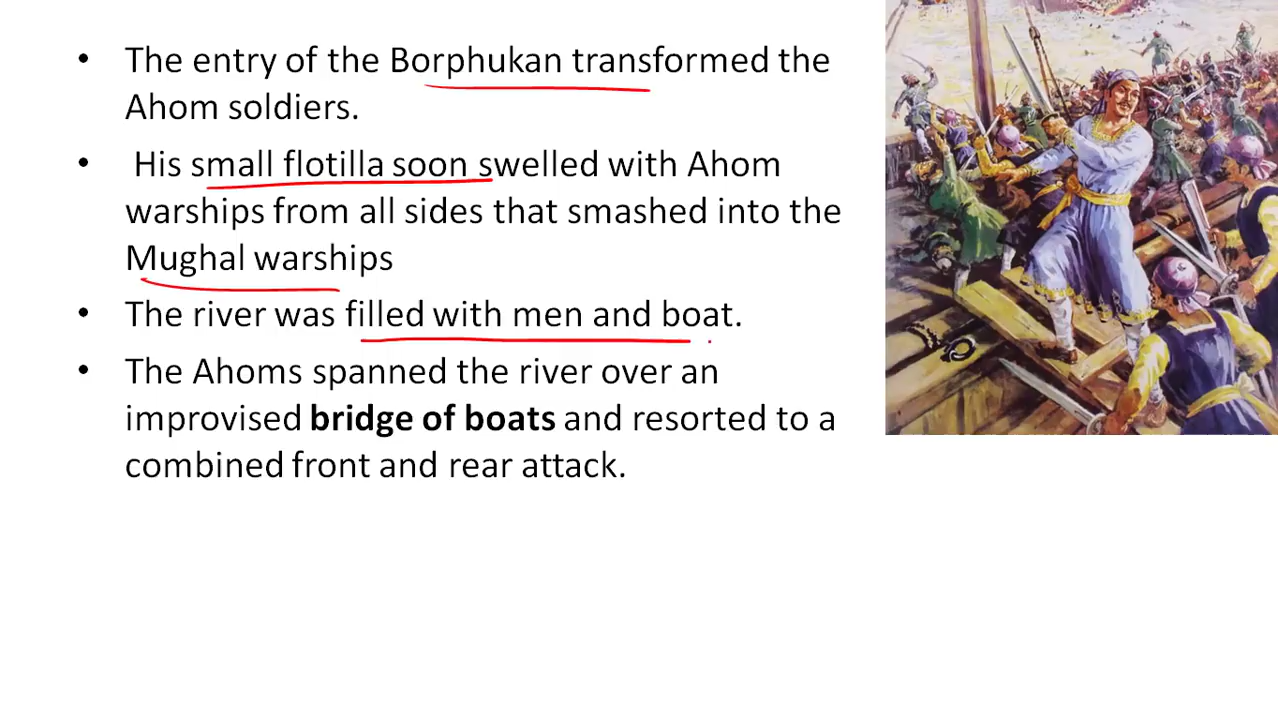 • The entry of the Borphukan transformed the
Ahom soldiers.
• His small flotilla soon swelled with Ahom
warships from all sides that smashed into the
Mughal warships
• The river was filled with men and boat.
• The Ahoms spanned the river over an
improvised bridge of boats and resorted to a
combined front and rear attack.